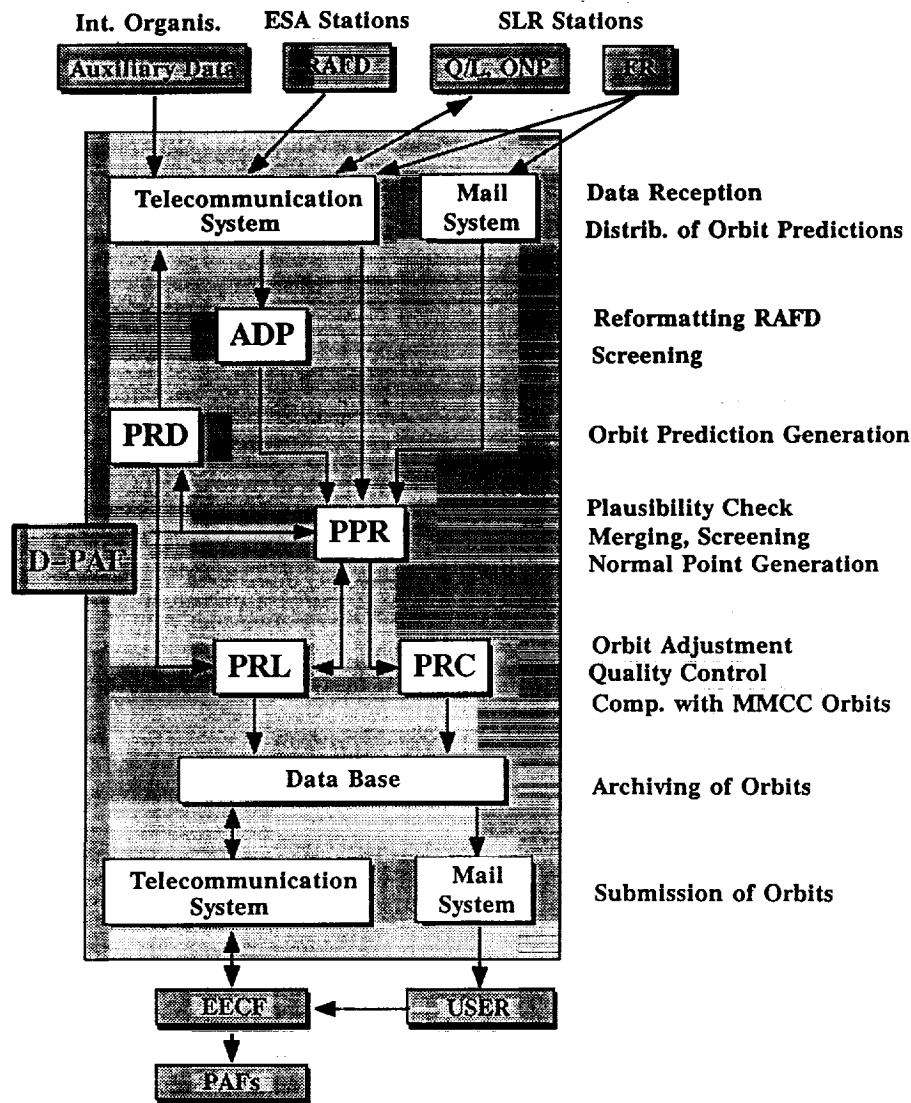 Int. Organis.
ESA Stations
SLR Stations
Auxiliary Data
RAFD
Q/L, ONP
FR
Telecommunication
System
Mail
System
Data Reception
Distrib. of Orbit Predictions
ADP
Reformatting RAFD
Screening
PRD
Orbit Prediction Generation
D-PAF
PPR
Plausibility Check
Merging, Screening
Normal Point Generation
PRL
PRC
Orbit Adjustment
Quality Control
Comp. with MMCC Orbits
Data Base
Archiving of Orbits
Telecommunication
System
Mail
System
Submission of Orbits
EECF
USER
PAFs